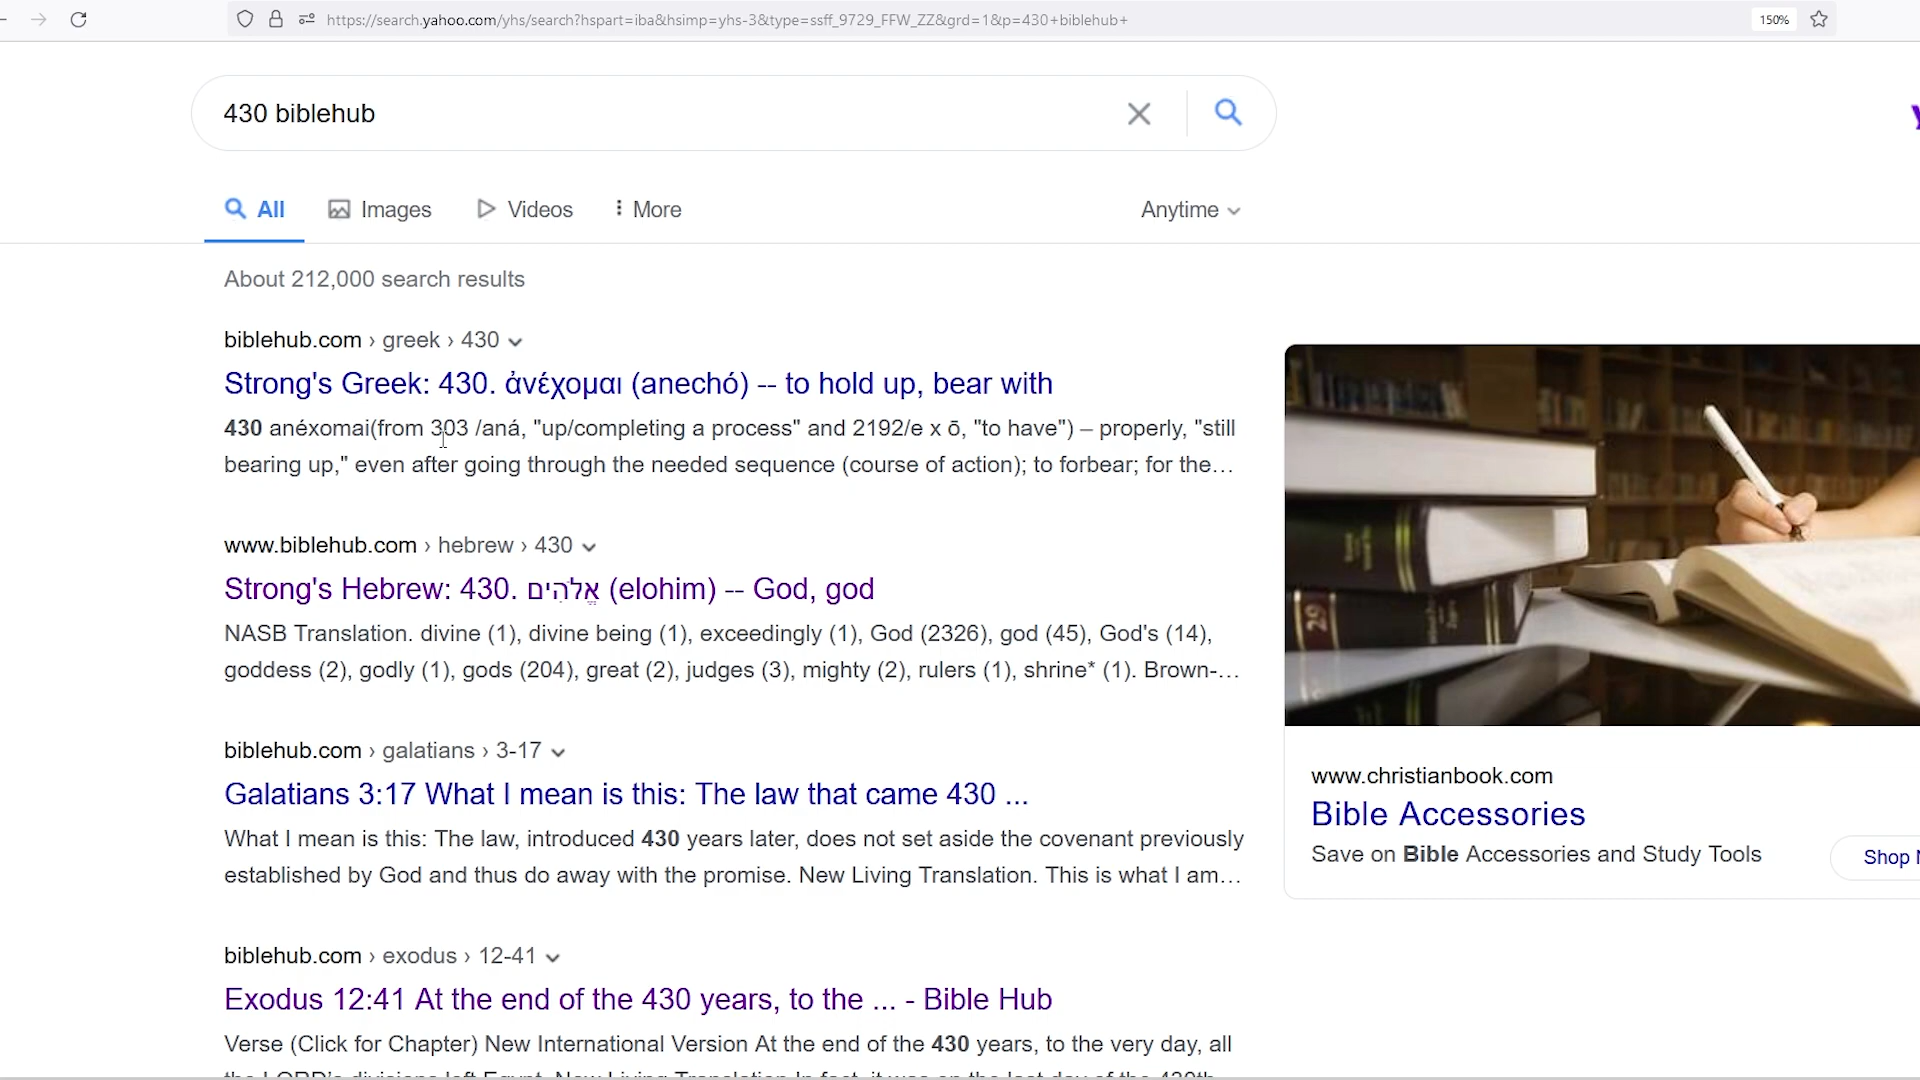 https://search.yahoo.com/yhs/search?hspart=iba&hsimp=yhs-3&type=ssff_9729_FFW_ZZ&grd=1&p=430+biblehub+
150%
430 biblehub
All Images Videos More Anytime
About 212,000 search results
biblehub.com › greek › 430
Strong's Greek: 430. ἀνέχομαι (anechó) -- to hold up, bear with
430 anéxomai(from 303 /aná, "up/completing a process" and 2192/e x ō, "to have") – properly, "still
bearing up," even after going through the needed sequence (course of action); to forbear; for the...
www.biblehub.com › hebrew › 430
Strong's Hebrew: 430. אֱלֹהִים (elohim) -- God, god
NASB Translation. divine (1), divine being (1), exceedingly (1), God (2326), god (45), God's (14),
goddess (2), godly (1), gods (204), great (2), judges (3), mighty (2), rulers (1), shrine* (1). Brown-...
biblehub.com › galatians › 3-17
Galatians 3:17 What I mean is this: The law that came 430 ...
What I mean is this: The law, introduced 430 years later, does not set aside the covenant previously
established by God and thus do away with the promise. New Living Translation. This is what I am...
biblehub.com › exodus › 12-41
Exodus 12:41 At the end of the 430 years, to the ... - Bible Hub
Verse (Click for Chapter) New International Version At the end of the 430 years, to the very day, all
www.christianbook.com
Bible Accessories
Save on Bible Accessories and Study Tools
Shop